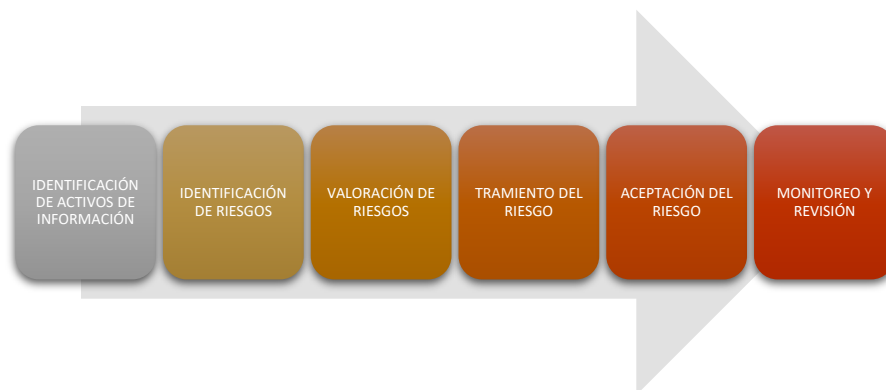 IDENTIFICACIÓN
DE ACTIVOS DE
INFORMACIÓN
IDENTIFICACIÓN
DE RIESGOS
VALORACIÓN DE
RIESGOS
TRAMIENTO DEL
RIESGO
ACEPTACIÓN DEL
RIESGO
MONITOREO Y
REVISIÓN